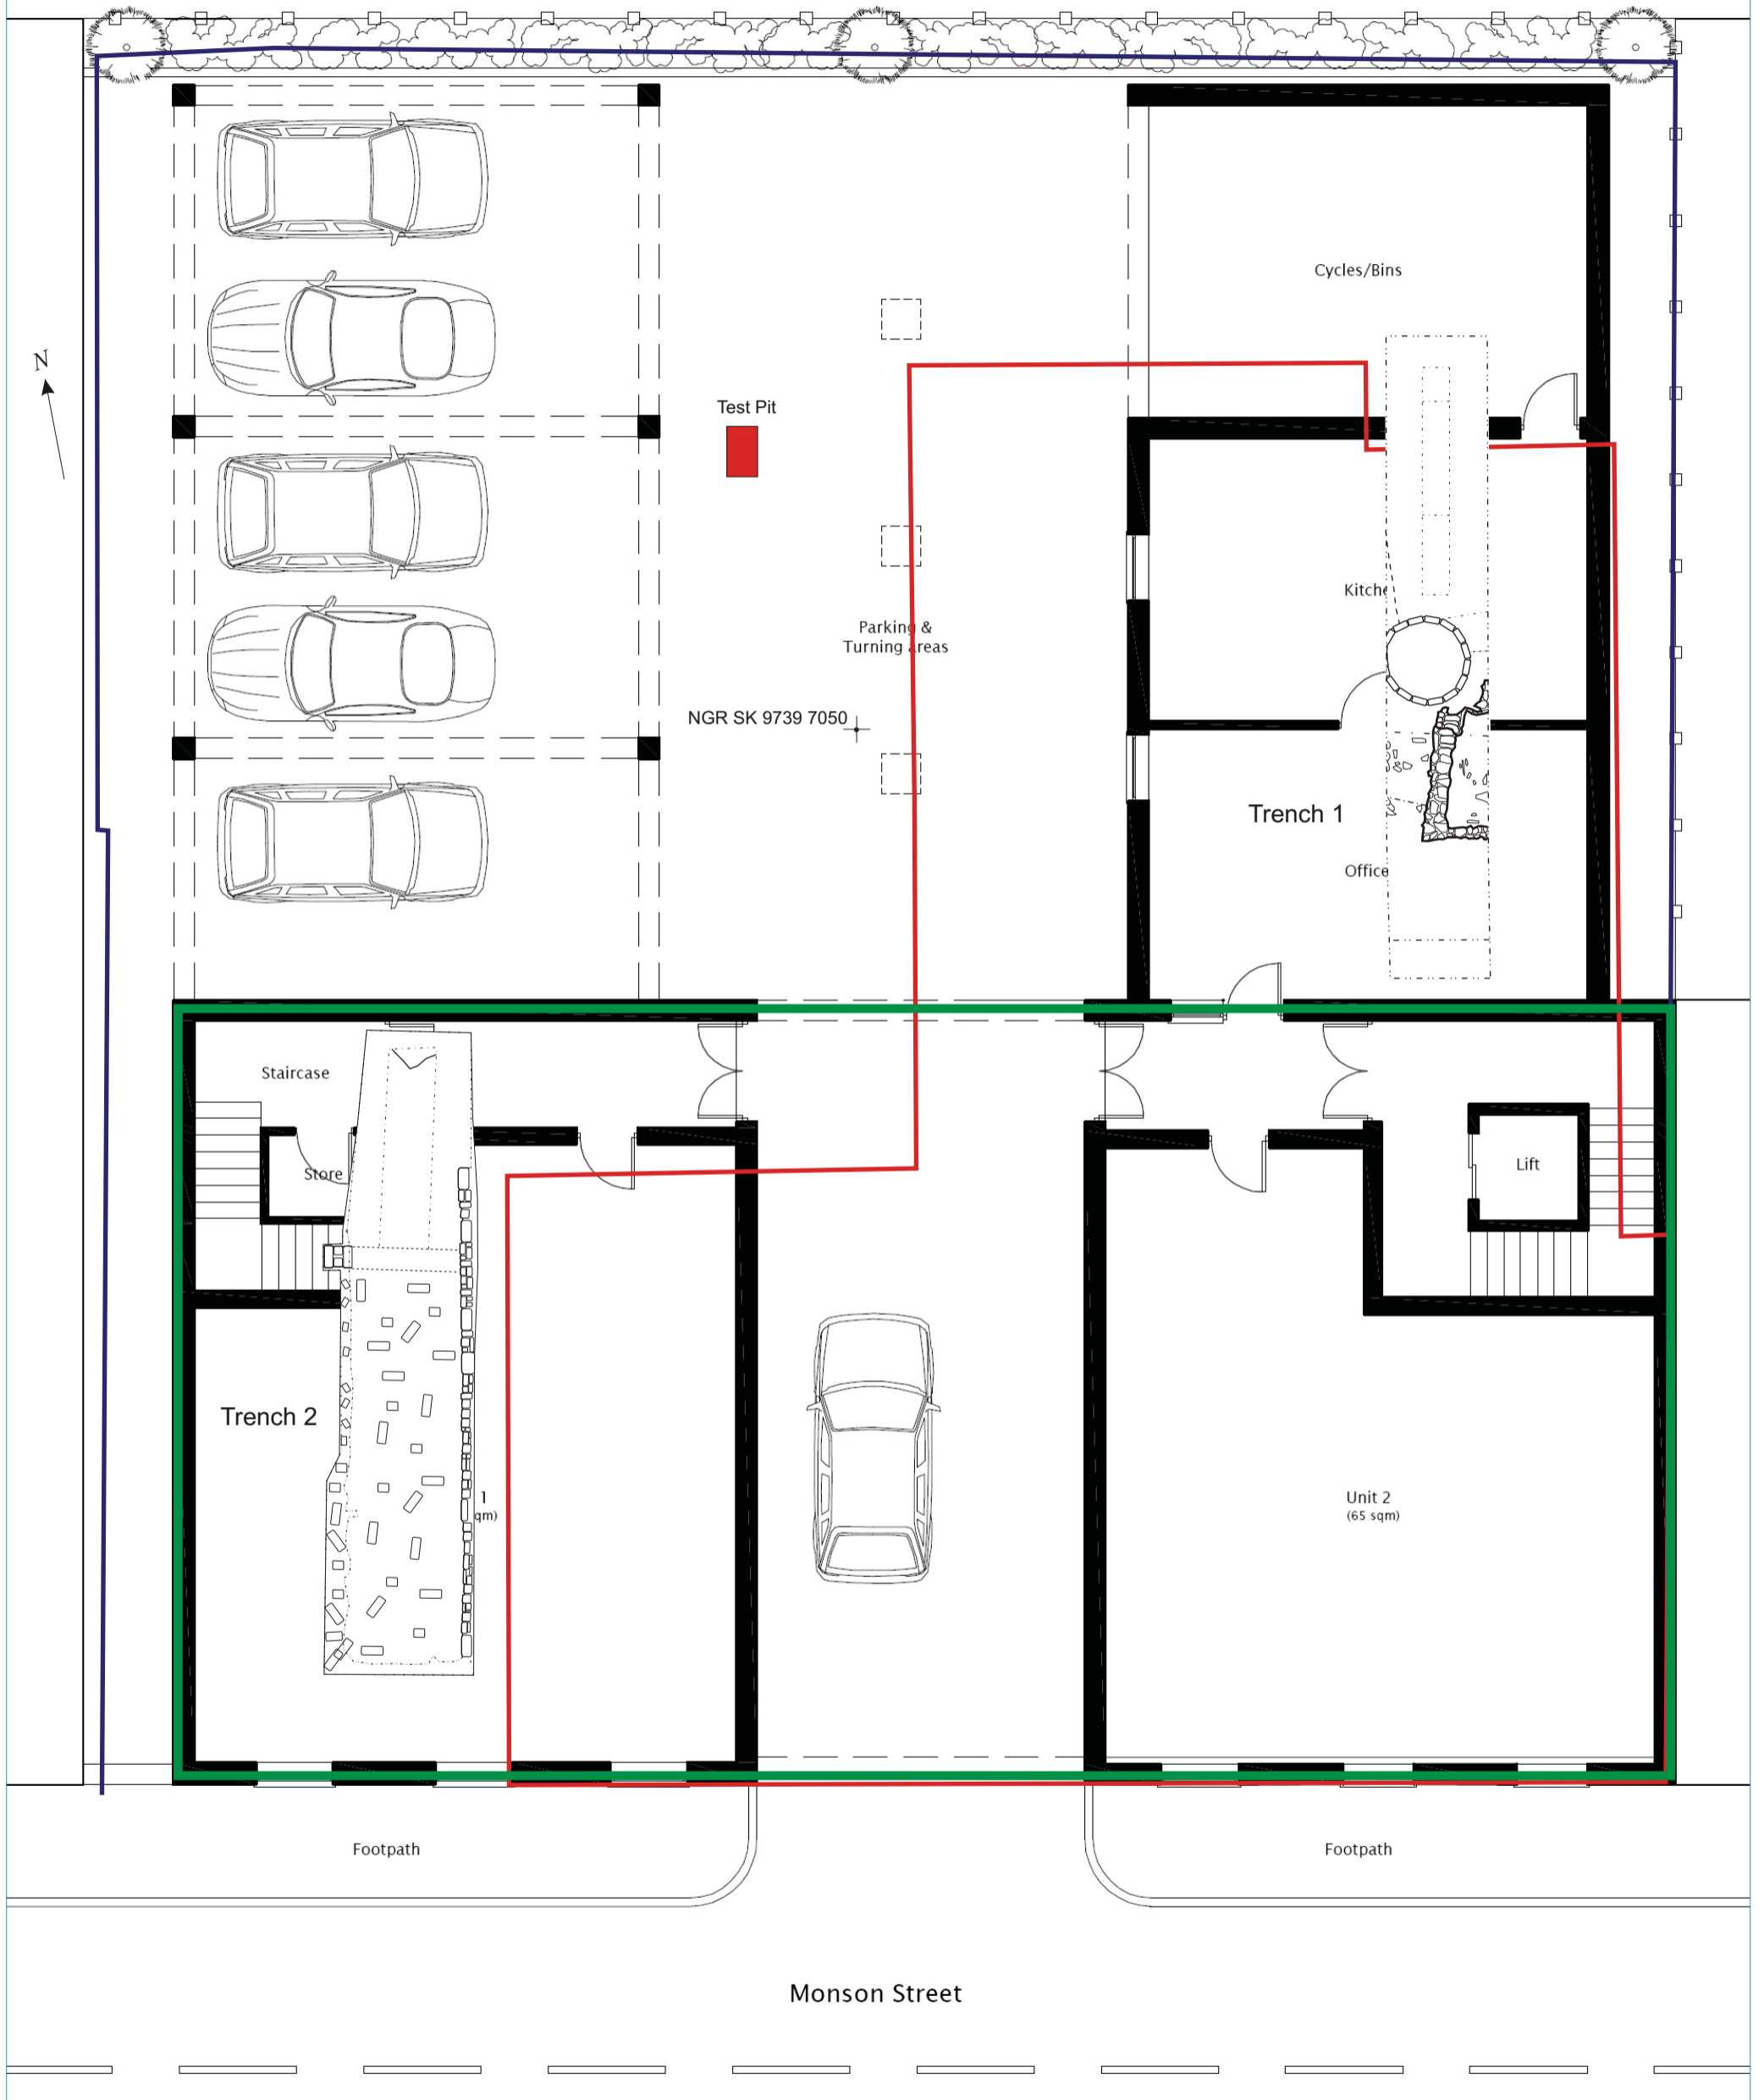 Cycles/Bins
N
Test Pit
Kitche
Parking &
Turning areas
NGR SK 9739 7050
Trench 1
Office
Staircase
Store
Lift
Trench 2
1
qm)
Unit 2
(65 sqm)
Footpath
Footpath
Monson Street